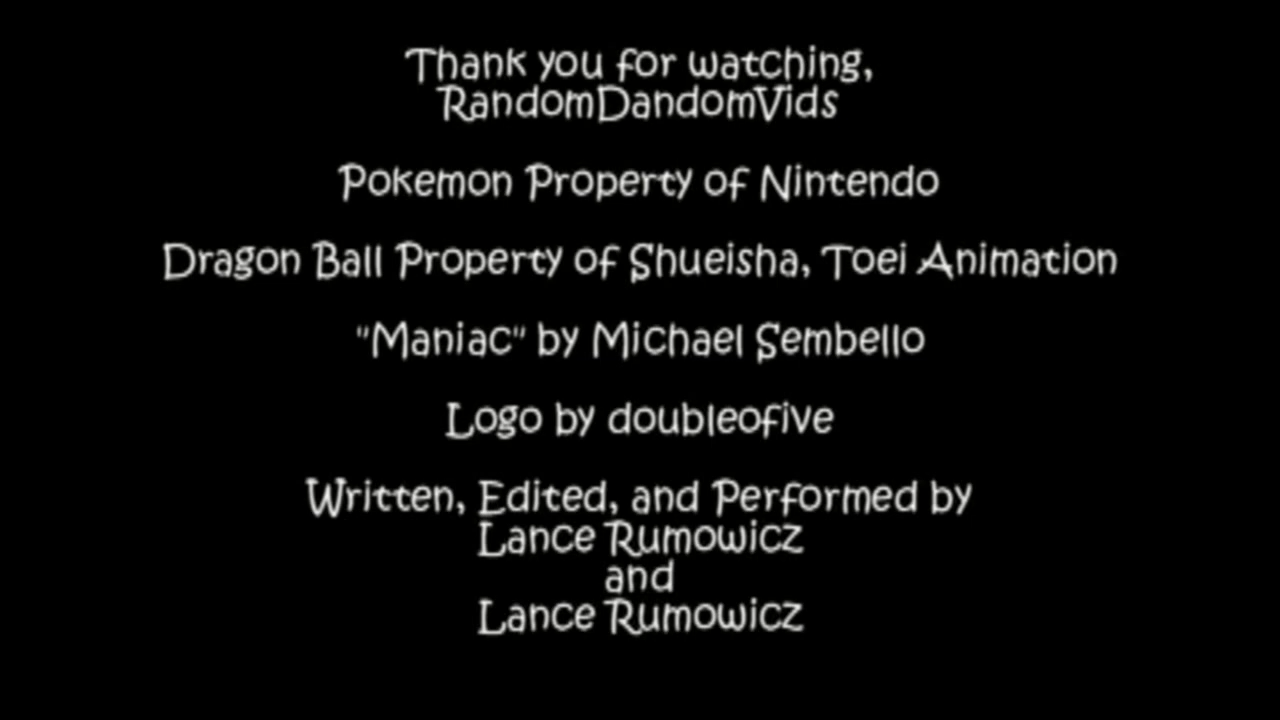 Thank you for watching,
RandomDandomVids
Pokemon Property of Nintendo
Dragon Ball Property of Shueisha, Toei Animation
"Maniac" by Michael Sembello
Logo by doubleofive
Written, Edited, and Performed by
Lance Rumowicz
and
Lance Rumowicz